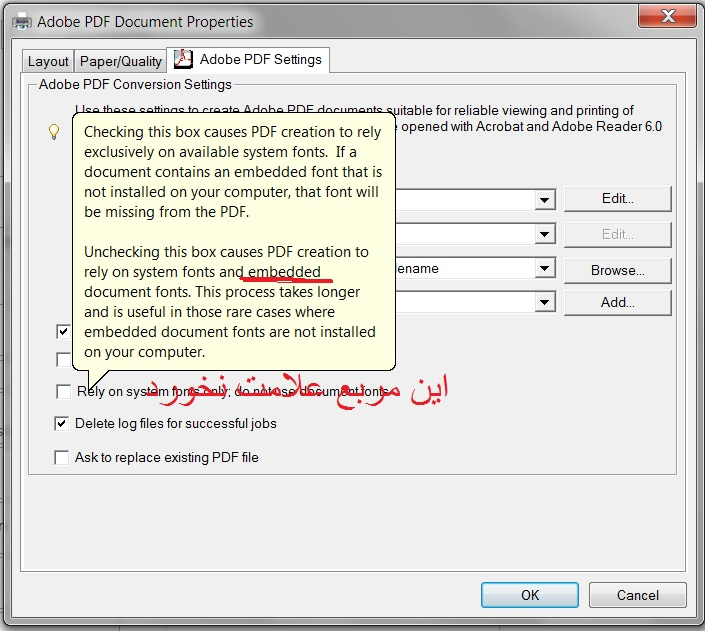 Adobe PDF Document Properties
Layout
Paper/Quality
Adobe PDF Settings
Adobe PDF Conversion Settings
Use these settings to create Adobe PDF documents suitable for reliable viewing and printing of
opened with Acrobat and Adobe Reader 6.0
Checking this box causes PDF creation to rely
exclusively on available system fonts. If a
document contains an embedded font that is
not installed on your computer, that font will
be missing from the PDF.
Unchecking this box causes PDF creation to
rely on system fonts and embedded
document fonts. This process takes longer
and is useful in those rare cases where
embedded document fonts are not installed
on your computer.
Edit...
Edit...
Browse...
Add...
Rely on system fonts only; do not use document fonts
این مربع علامت نخورد
Delete log files for successful jobs
Ask to replace existing PDF file
OK
Cancel